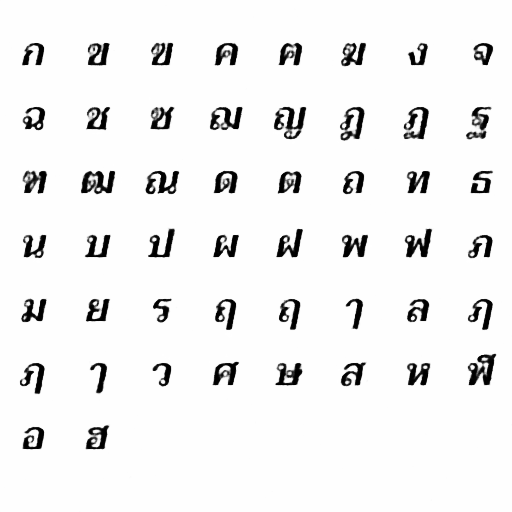 ก ข ฃ ค ฅ ฆ ง จ
ฉ ช ซ ฌ ญ ฎ ฏ ฐ
ฑ ฒ ณ ด ต ถ ท ธ
น บ ป ผ ฝ พ ฟ ภ
ม ย ร ฤ ฤ ๅ ล ฦ
ฦ ๅ ว ศ ษ ส ห ฬ
อ ฮ